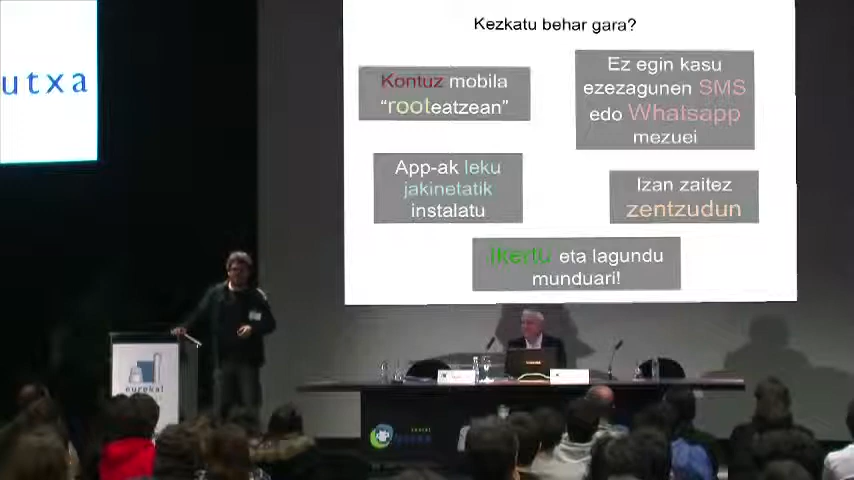 utxa
Kezkatu behar gara?
Kontuz mobila
“rooteatzean”
Ez egin kasu
ezezagunen SMS
edo Whatsapp
mezuei
App-ak leku
jakinetatik
instalatu
Izan zaitez
zentzudun
Ikertu eta lagundu
munduari!
eureka!